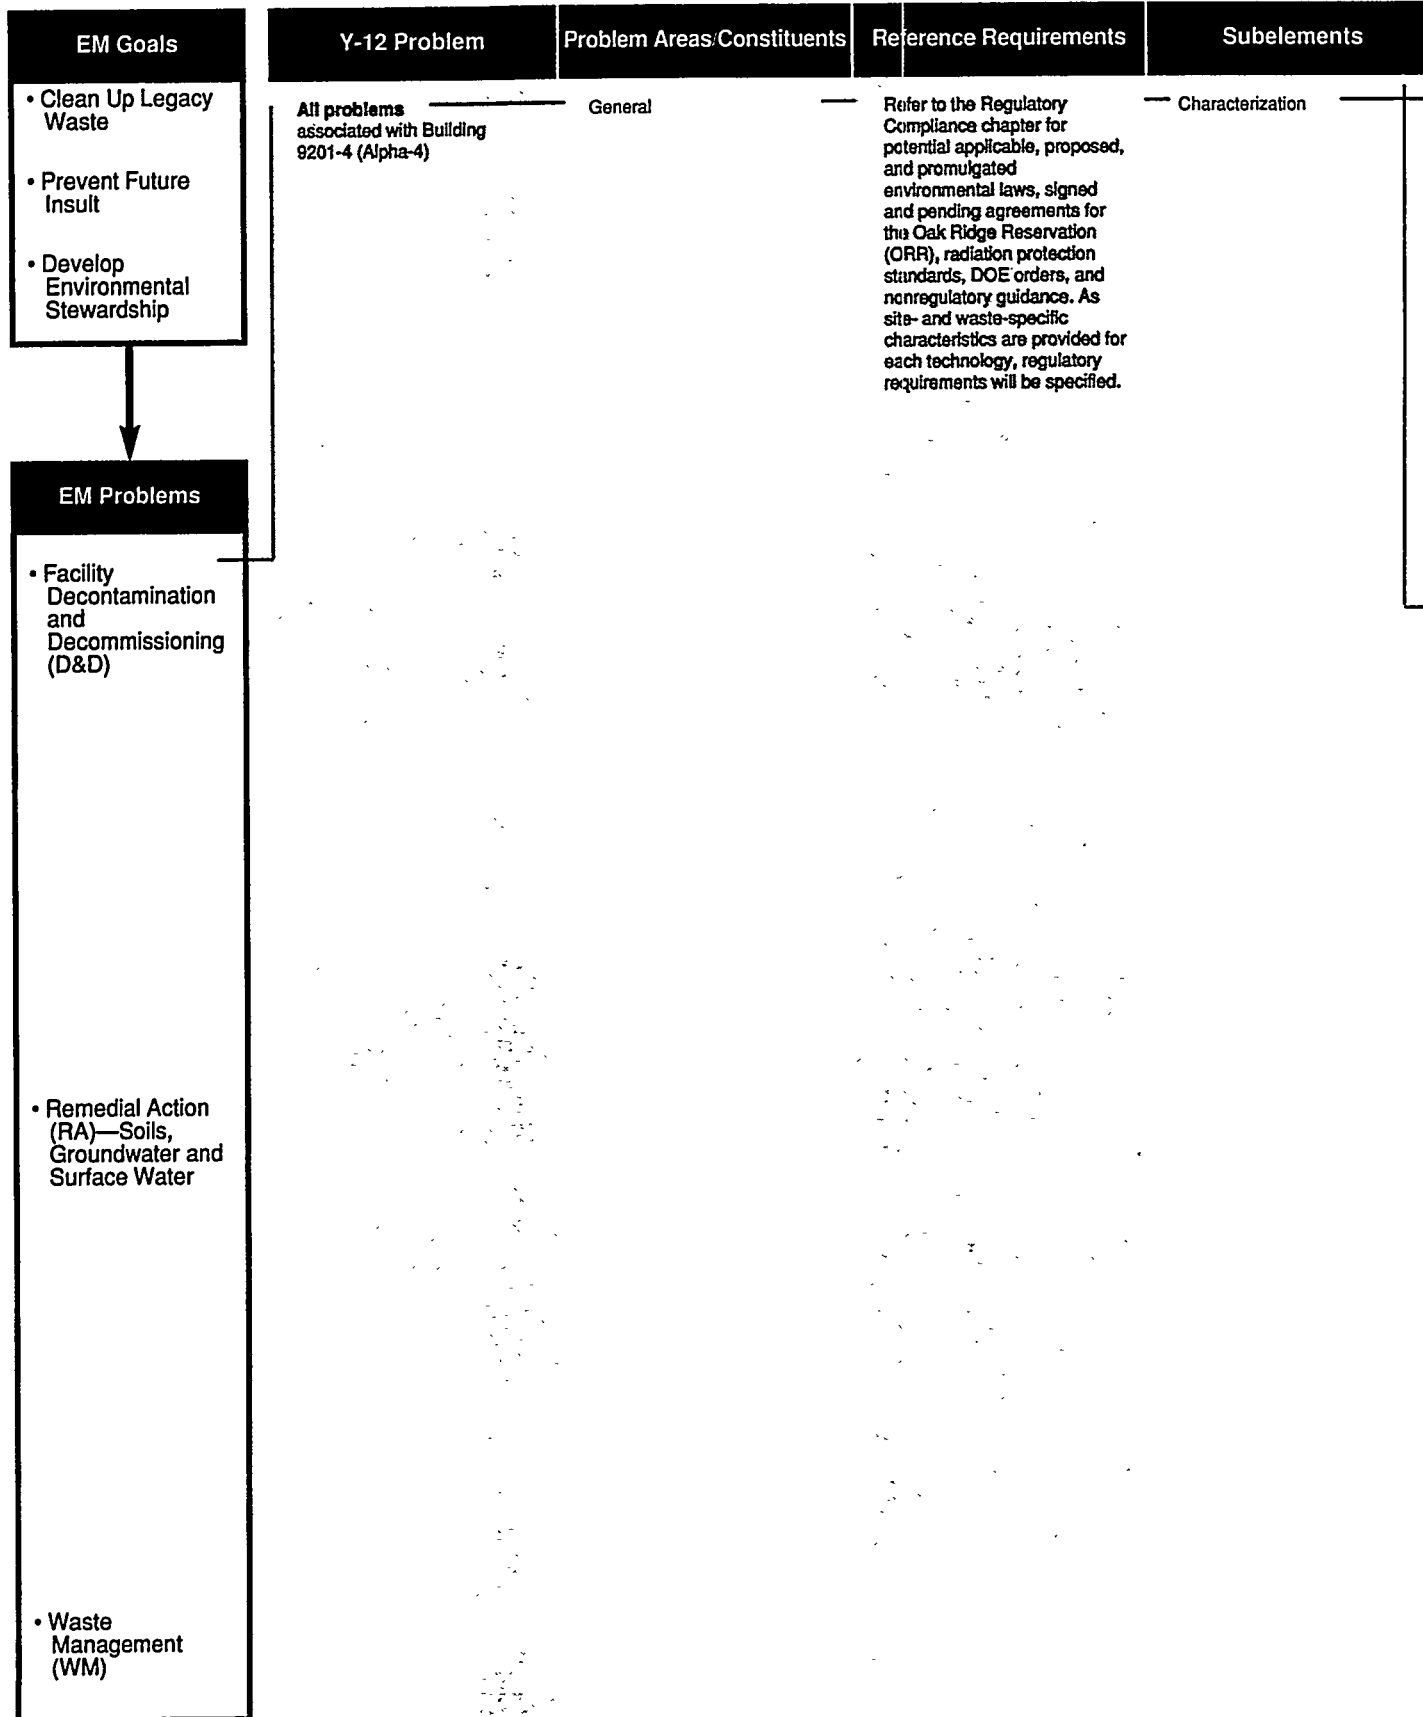 EM Goals
• Clean Up Legacy
Waste
• Prevent Future
Insult
• Develop
Environmental
Stewardship
EM Problems
• Facility
Decontamination
and
Decommissioning
(D&D)
• Remedial Action
(RA)—Soils,
Groundwater and
Surface Water
• Waste
Management
(WM)
Y-12 Problem
All problems
associated with Building
9201-4 (Alpha-4)
Problem Areas/Constituents
General
Reference Requirements
Refer to the Regulatory
Compliance chapter for
potential applicable, proposed,
and promulgated
environmental laws, signed
and pending agreements for
the Oak Ridge Reservation
(ORR), radiation protection
standards, DOE orders, and
nonregulatory guidance. As
site- and waste-specific
characteristics are provided for
each technology, regulatory
requirements will be specified.
Subelements
Characterization